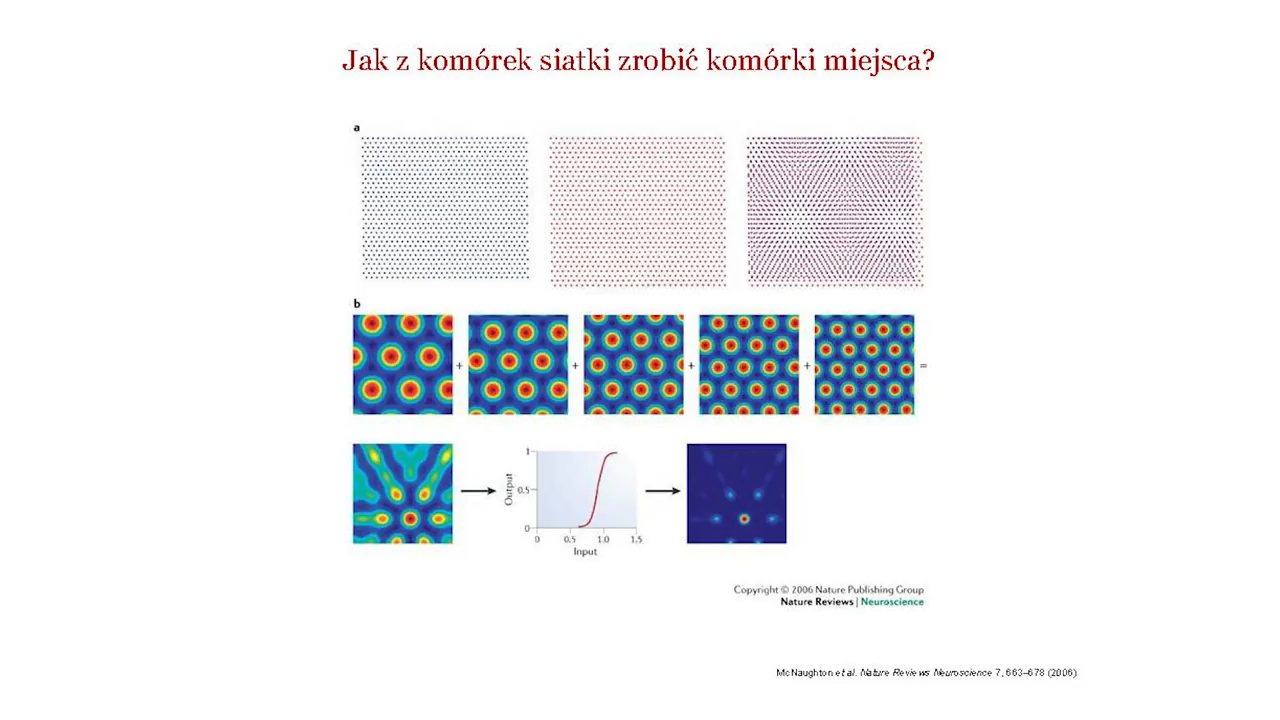 Jak z komórek siatki zrobić komórki miejsca?
a
b
+ + + + =
1
0.5
0
Output
0 0.5 1.0 1.5
Input
Copyright © 2006 Nature Publishing Group
Nature Reviews | Neuroscience
McNaughton et al. Nature Reviews Neuroscience 7, 663–678 (2006)